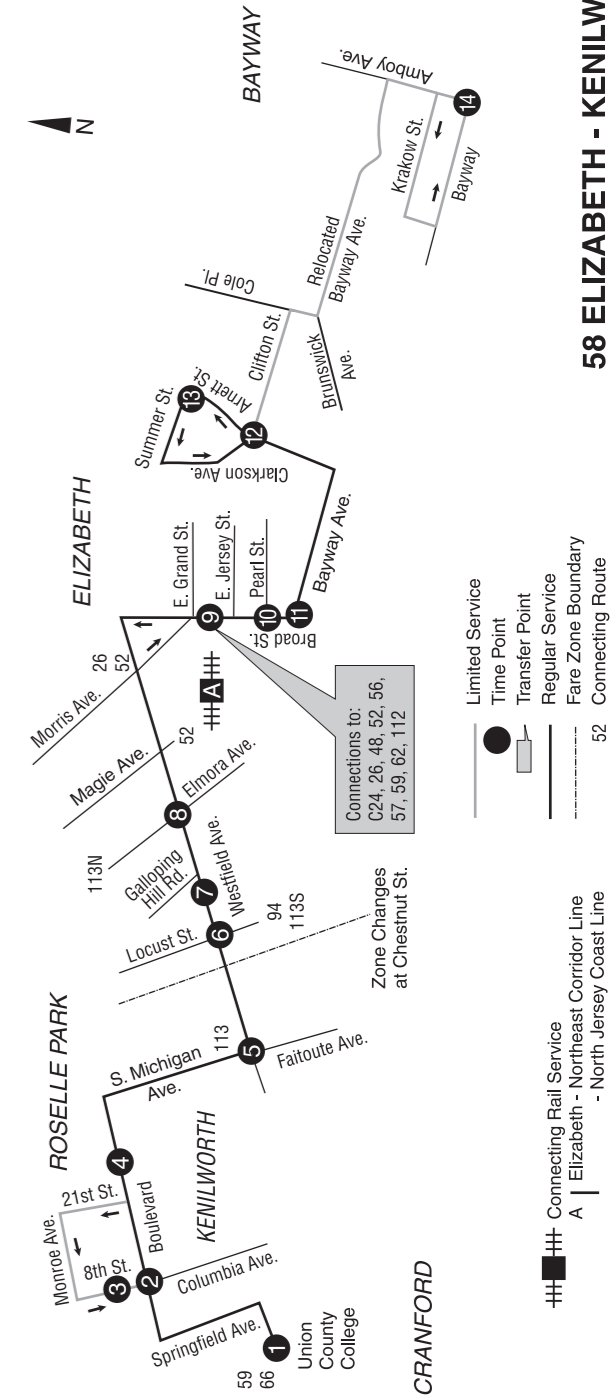 BAYWAY
N
Amboy Ave.
14
Krakow St.
Bayway
Relocated
Bayway Ave.
Cole Pl.
Clifton St.
Brunswick
Ave.
Summer St.
13
Arnett St.
12
Clarkson Ave.
ELIZABETH
E. Grand St.
9
E. Jersey St.
Pearl St.
10
11
Broad St.
Bayway Ave.
26
52
Morris Ave.
A
Magie Ave.
52
Elmora Ave.
8
113N
Galloping
Hill Rd.
7
Westfield Ave.
6
Locust St.
94
113S
Connections to:
C24, 26, 48, 52, 56,
57, 59, 62, 112
Zone Changes
at Chestnut St.
ROSELLE PARK
113
5
Faitoute Ave.
S. Michigan
Ave.
KENILWORTH
4
21st St.
Boulevard
Monroe Ave.
8th St.
3
2
Columbia Ave.
Springfield Ave.
1
59
66
Union
County
College
CRANFORD
Limited Service
Time Point
Transfer Point
Regular Service
Fare Zone Boundary
52 Connecting Route
Connecting Rail Service
A | Elizabeth - Northeast Corridor Line
- North Jersey Coast Line
58 ELIZABETH - KENILW